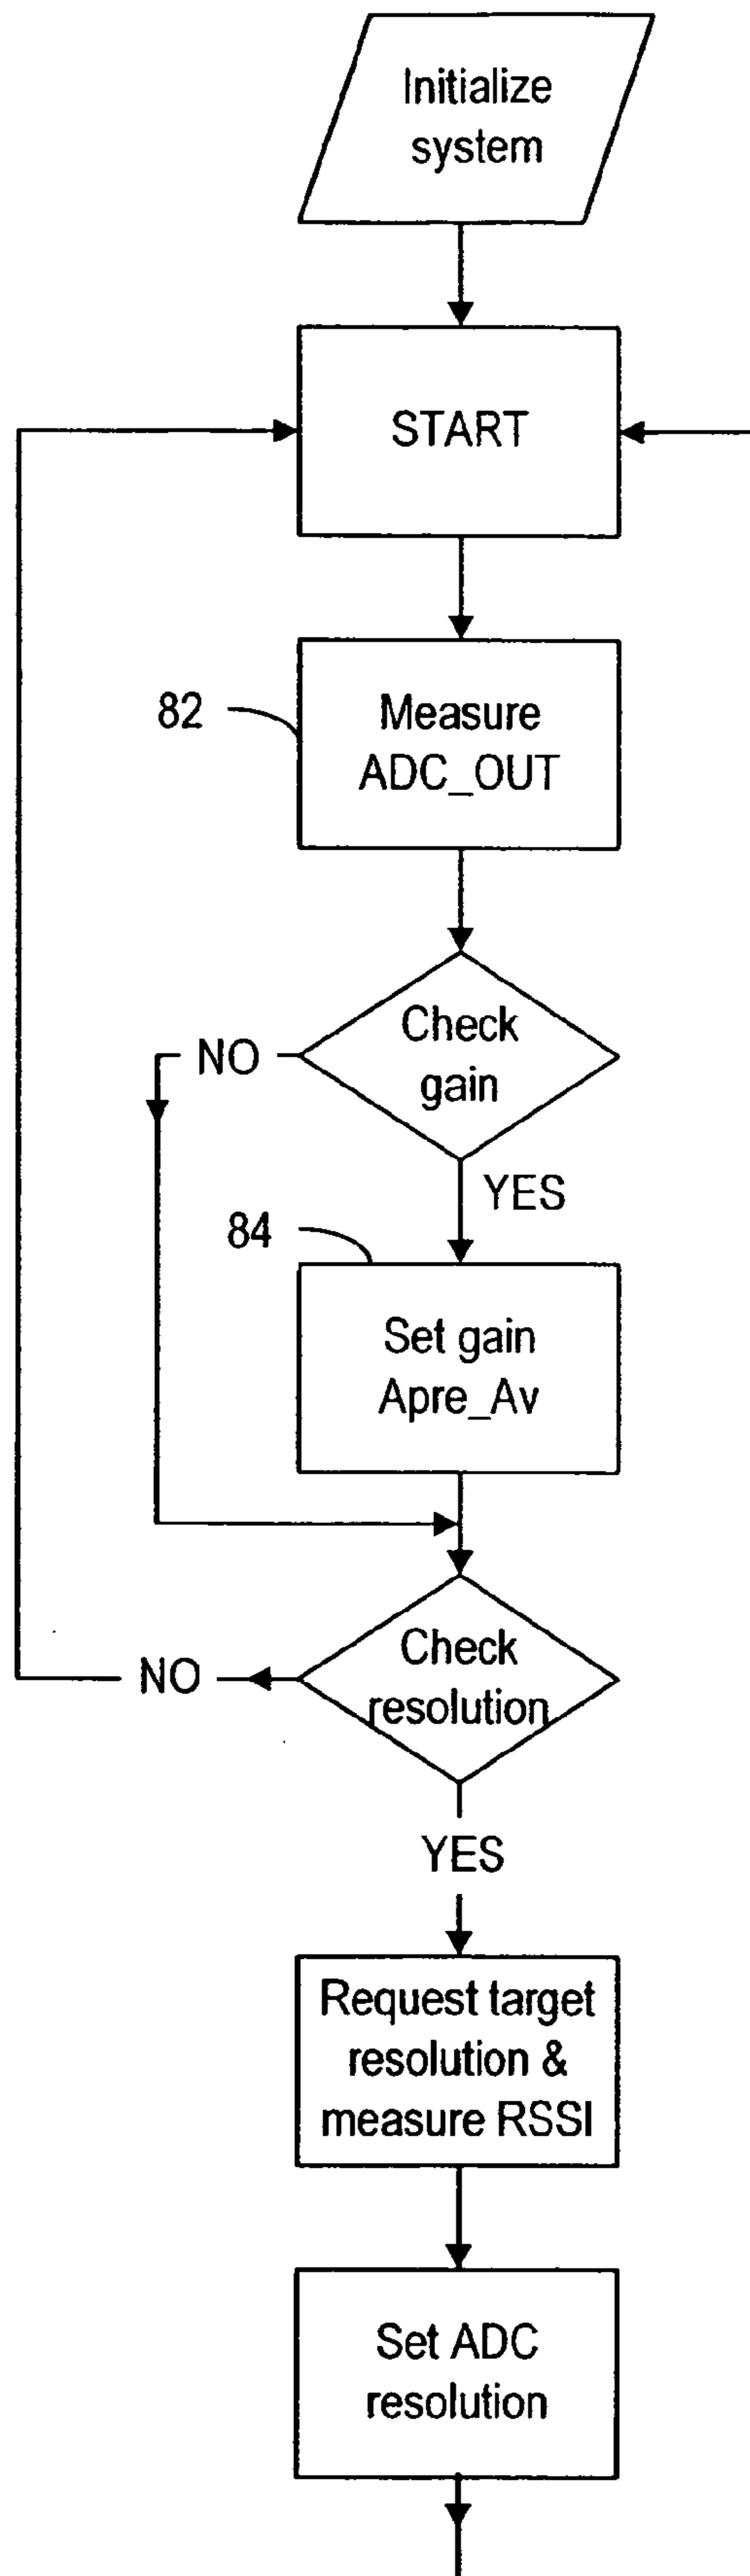 Initialize
system
START
82
Measure
ADC_OUT
Check
gain
NO
YES
84
Set gain
Apre_Av
Check
resolution
NO
YES
Request target
resolution &
measure RSSI
Set ADC
resolution